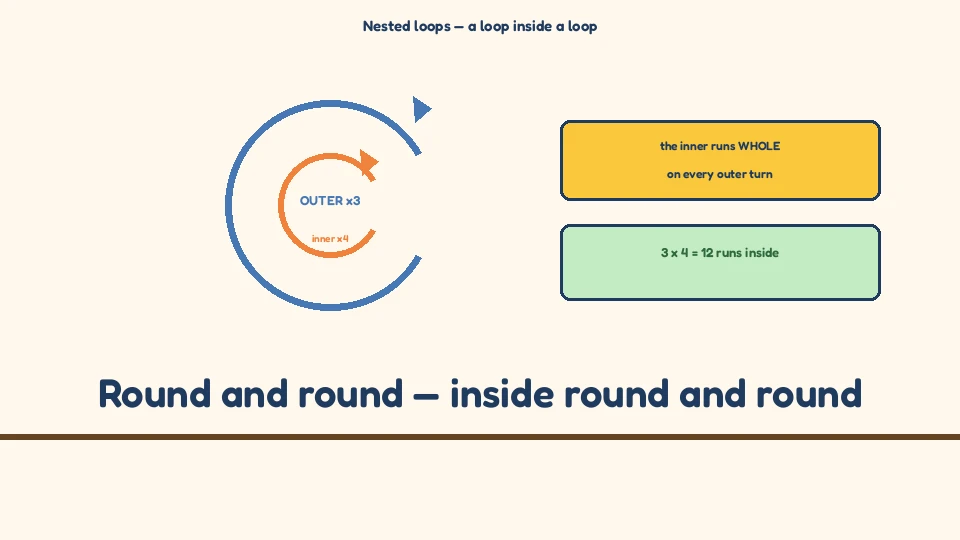 Nested loops — a loop inside a loop
OUTER x3
inner x4
the inner runs WHOLE
on every outer turn
3 x 4 = 12 runs inside
Round and round — inside round and round